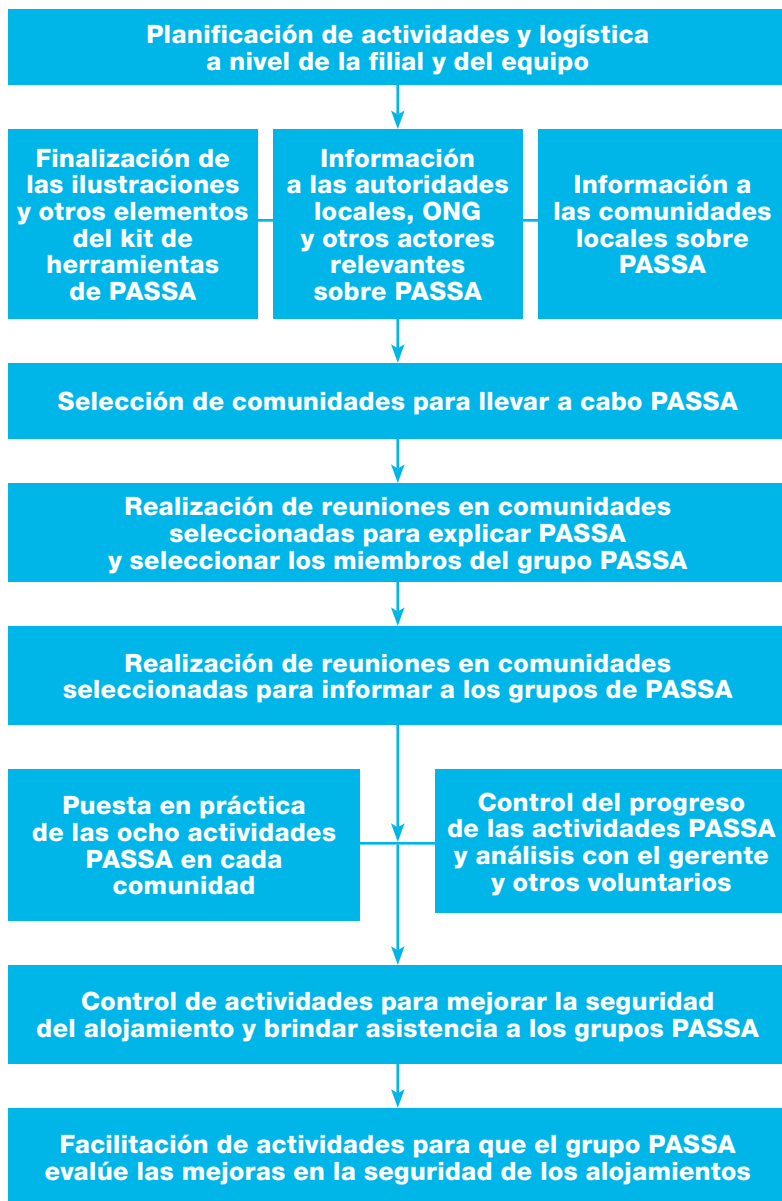 Planificación de actividades y logística
a nivel de la filial y del equipo
Finalización de
las ilustraciones
y otros elementos
del kit de
herramientas
de PASSA
Información
a las autoridades
locales, ONG
y otros actores
relevantes
sobre PASSA
Información a
las comunidades
locales sobre
PASSA
Selección de comunidades para llevar a cabo PASSA
Realización de reuniones en comunidades
seleccionadas para explicar PASSA
y seleccionar los miembros del grupo PASSA
Realización de reuniones en comunidades
seleccionadas para informar a los grupos de PASSA
Puesta en práctica
de las ocho actividades
PASSA en cada
comunidad
Control del progreso
de las actividades PASSA
y análisis con el gerente
y otros voluntarios
Control de actividades para mejorar la seguridad
del alojamiento y brindar asistencia a los grupos PASSA
Facilitación de actividades para que el grupo PASSA
evalúe las mejoras en la seguridad de los alojamientos